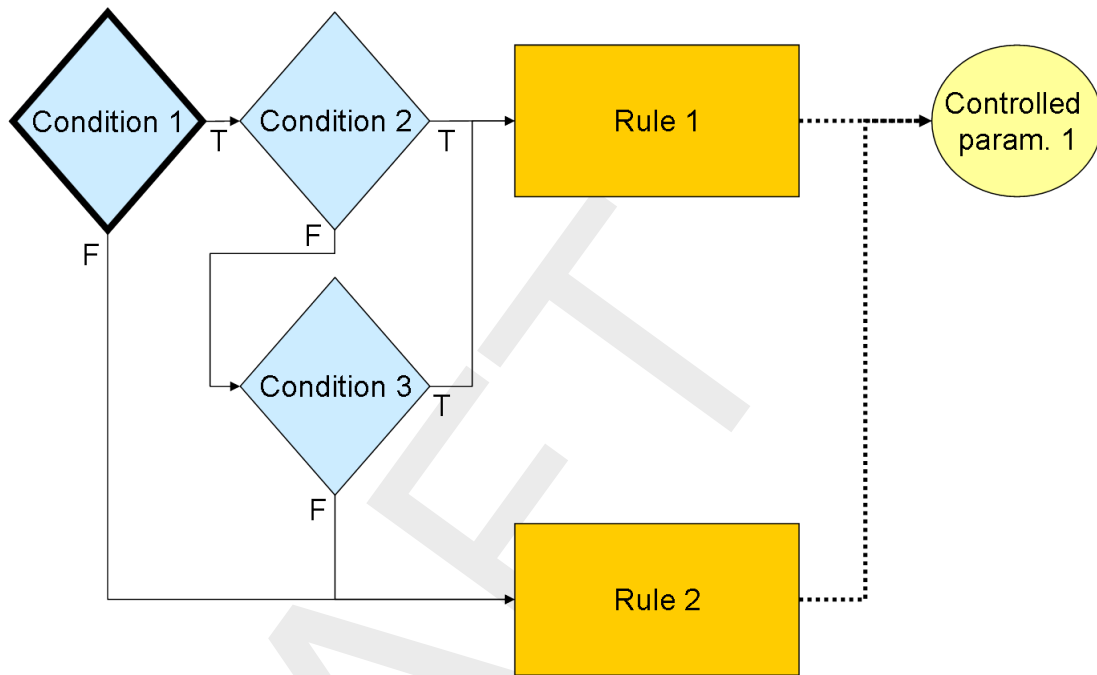 Condition 1
T
Condition 2
T
Rule 1
Controlled
param. 1
F
F
Condition 3
T
F
Rule 2